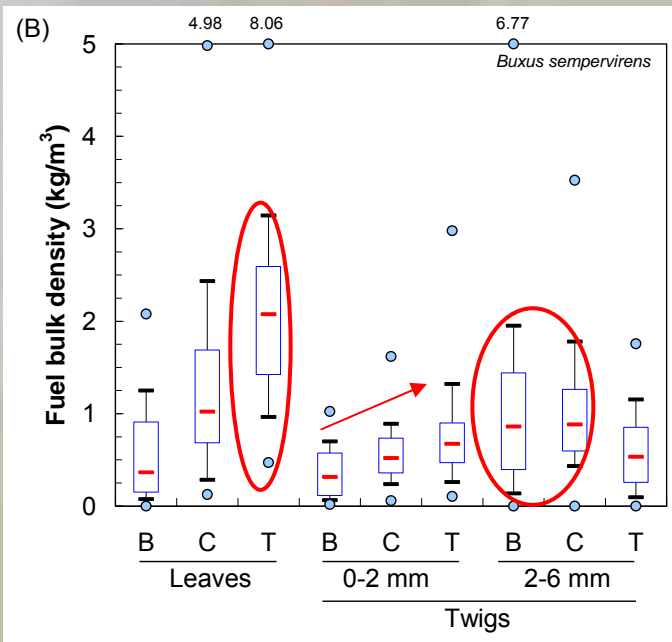 (B)
4.98 8.06 6.77
Buxus sempervirens
Fuel bulk density (kg/m³)
5
4
3
2
1
0
B C T B C T B C T
Leaves 0-2 mm 2-6 mm
Twigs